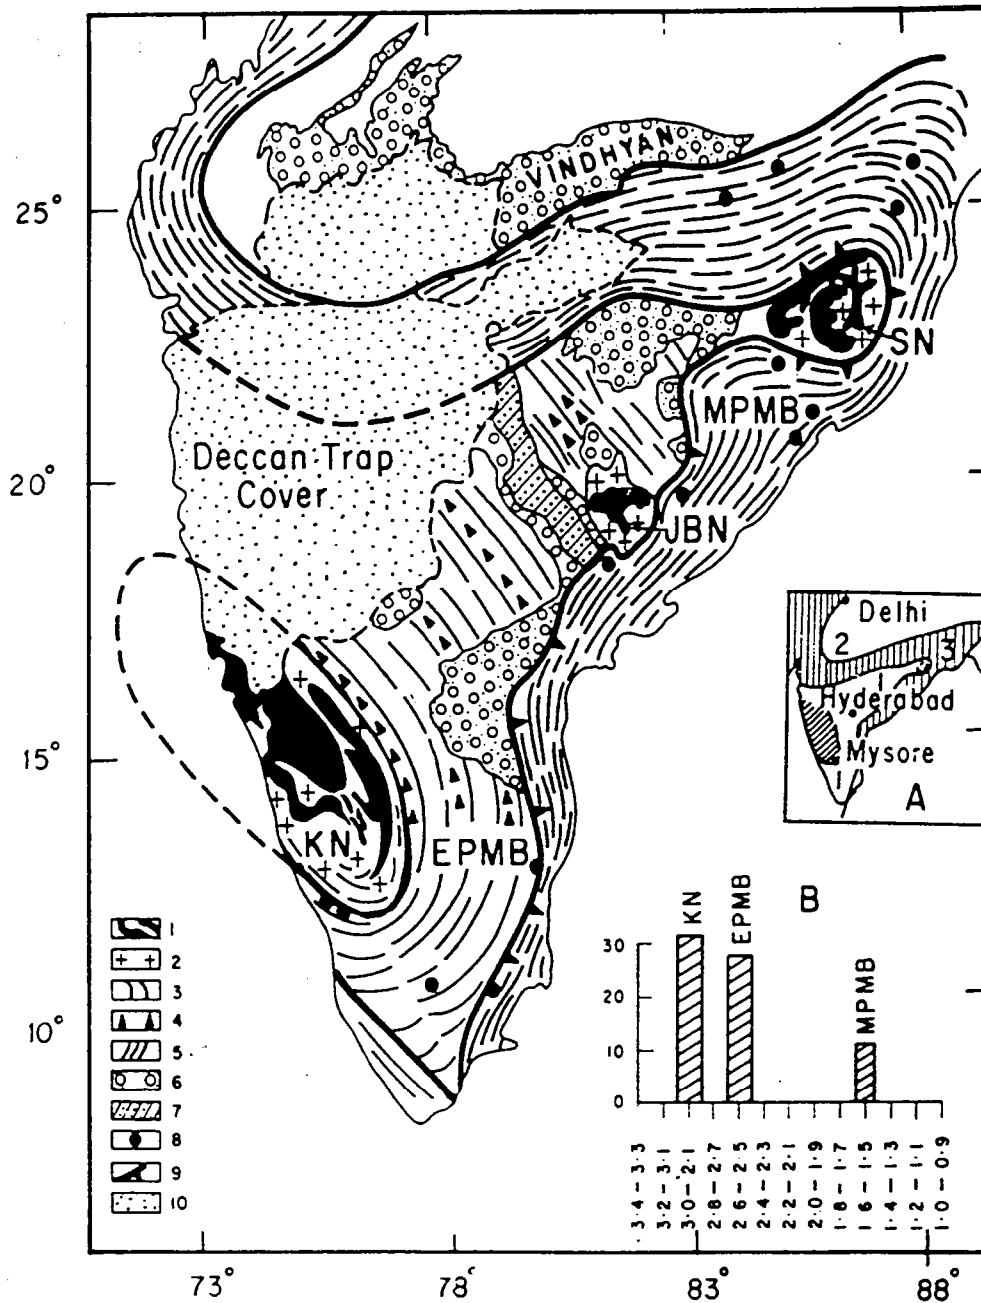 VINDHYAN
25°
SN
MPMB
Deccan Trap
Cover
20°
JBN
Delhi
2
3
1
Hyderabad
Mysore
1
A
15°
KN
EPMB
B
KN
EPMB
MPMB
30
20
10
0
1
2
3
4
5
6
7
8
9
10
10°
3·4–3·3
3·2–3·1
3·0–2·1
2·8–2·7
2·6–2·5
2·4–2·3
2·2–2·1
2·0–1·9
1·8–1·7
1·6–1·5
1·4–1·3
1·2–1·1
1·0–0·9
73°
78°
83°
88°